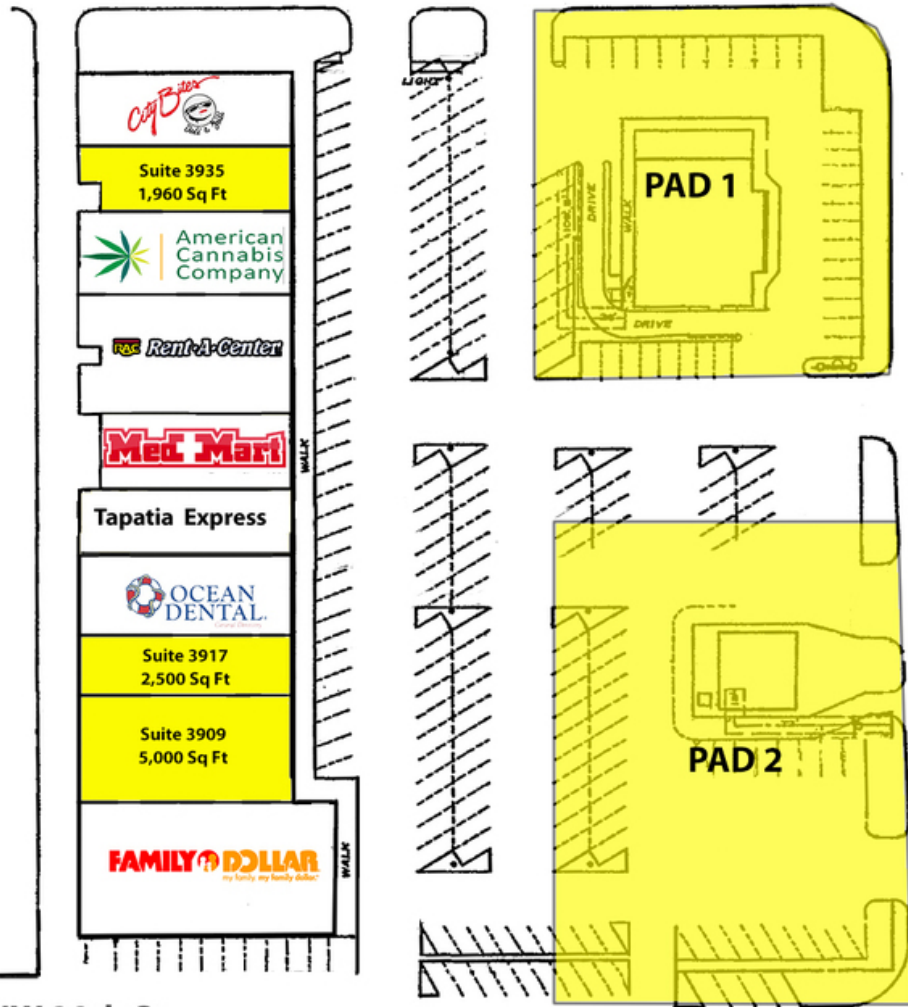 City Bites
LIGHT
Suite 3935
1,960 Sq Ft
American
Cannabis
Company
RAC Rent-A-Center
Med Mart
WALK
Tapatia Express
OCEAN
DENTAL.
Suite 3917
2,500 Sq Ft
Suite 3909
5,000 Sq Ft
FAMILY DOLLAR
my family, my family dollar.
WALK
PAD 1
DRIVE
WALK
DRIVE
PAD 2